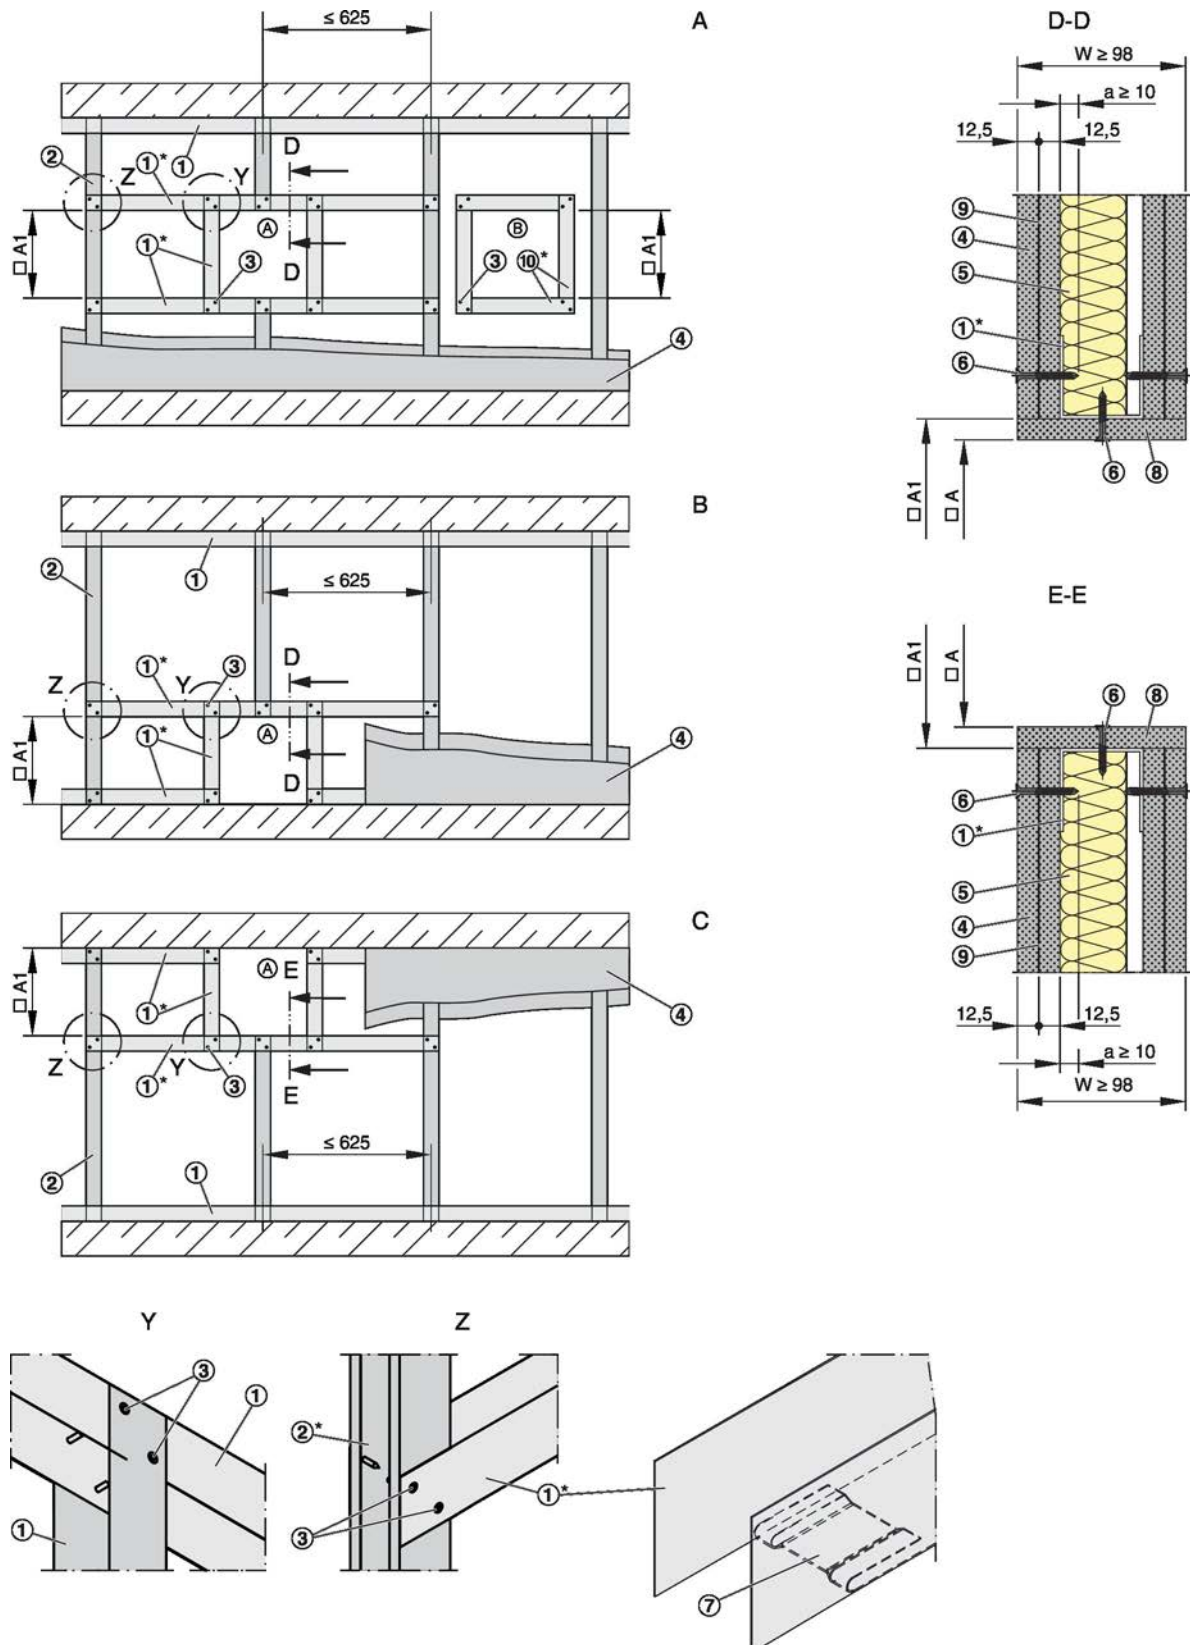 ≤ 625
A
D
② Z ①* ① Y
Ⓐ Ⓑ
□ A1 ①* ③ D ③ ⑩* □ A1
④
B
①
②
≤ 625
D
①* ③
Z Y
Ⓐ
□ A1 ①* D ④
C
Ⓐ E
□ A1 ①* ④
Z ①* Y ③
E
≤ 625
②
①
D-D
W ≥ 98
a ≥ 10
12,5 12,5
⑨
④
⑤
①*
⑥
⑥ ⑧
□ A1 □ A
E-E
□ A1 □ A
⑥ ⑧
⑥
①*
⑤
④
⑨
12,5 12,5
a ≥ 10
W ≥ 98
Y
③
①
①
Z
②*
①*
③
⑦